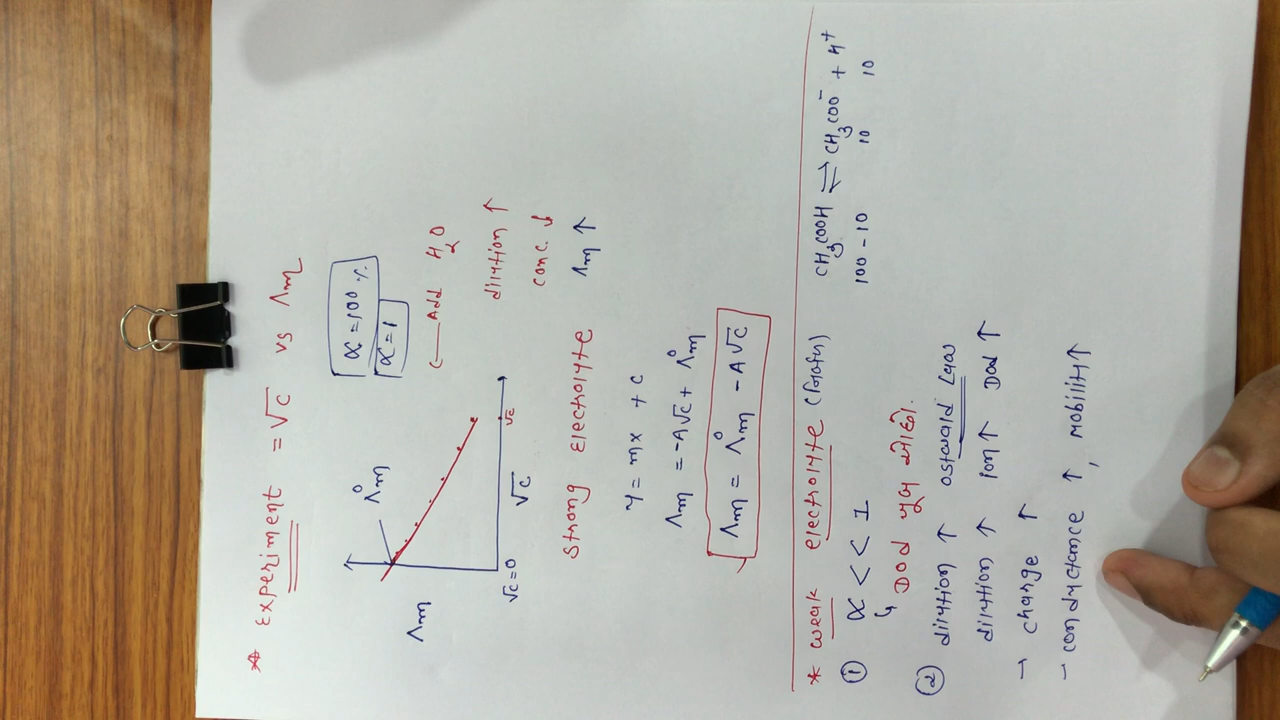 * Experiment = √c vs Λm
α = 100 %
α = 1
Λ°m
Λm
← Add H₂O
dilution ↑
conc. ↓
Λm ↑
√c = 0
√c
√c
Strong Electrolyte
y = mx + c
Λm = -A√c + Λ°m
Λm = Λ°m - A√c
* weak electrolyte
CH₃COOH ⇌ CH₃COO⁻ + H⁺
100 - 10 10 10
① α << 1
↳ DOD
② dilution ↑ ostwald Law
dilution ↑ ion ↑ DOD ↑
→ change ↑
- conductance ↑, mobility ↑